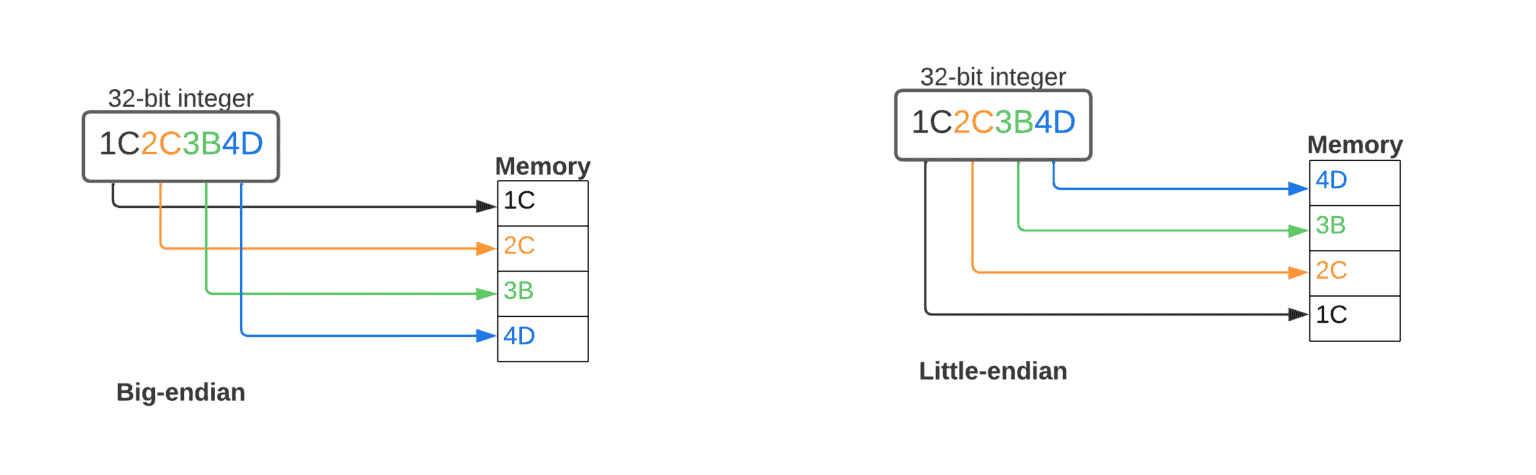 32-bit integer
1C2C3B4D
Memory
1C
2C
3B
4D
Big-endian
32-bit integer
1C2C3B4D
Memory
4D
3B
2C
1C
Little-endian